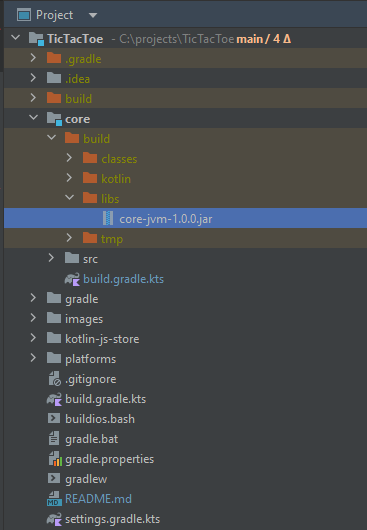 Project
TicTacToe - C:\projects\TicTacToe main / 4 Δ
.gradle
.idea
build
core
build
classes
kotlin
libs
core-jvm-1.0.0.jar
tmp
src
build.gradle.kts
gradle
images
kotlin-js-store
platforms
.gitignore
build.gradle.kts
buildios.bash
gradle.bat
gradle.properties
gradlew
MD README.md
settings.gradle.kts